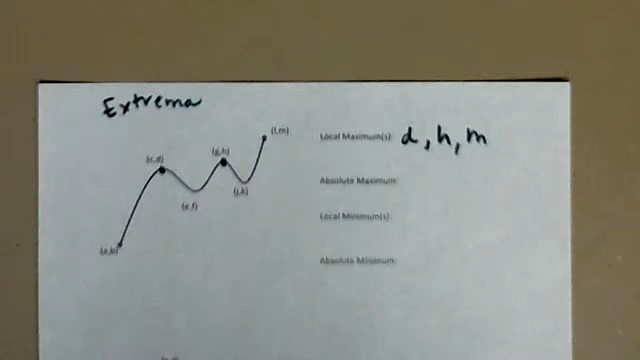 Extrema
(l,m)
Local Maximum(s): d, h, m
(g,h)
(c,d)
Absolute Maximum:
(j,k)
(e,f)
Local Minimum(s):
(a,b)
Absolute Minimum: